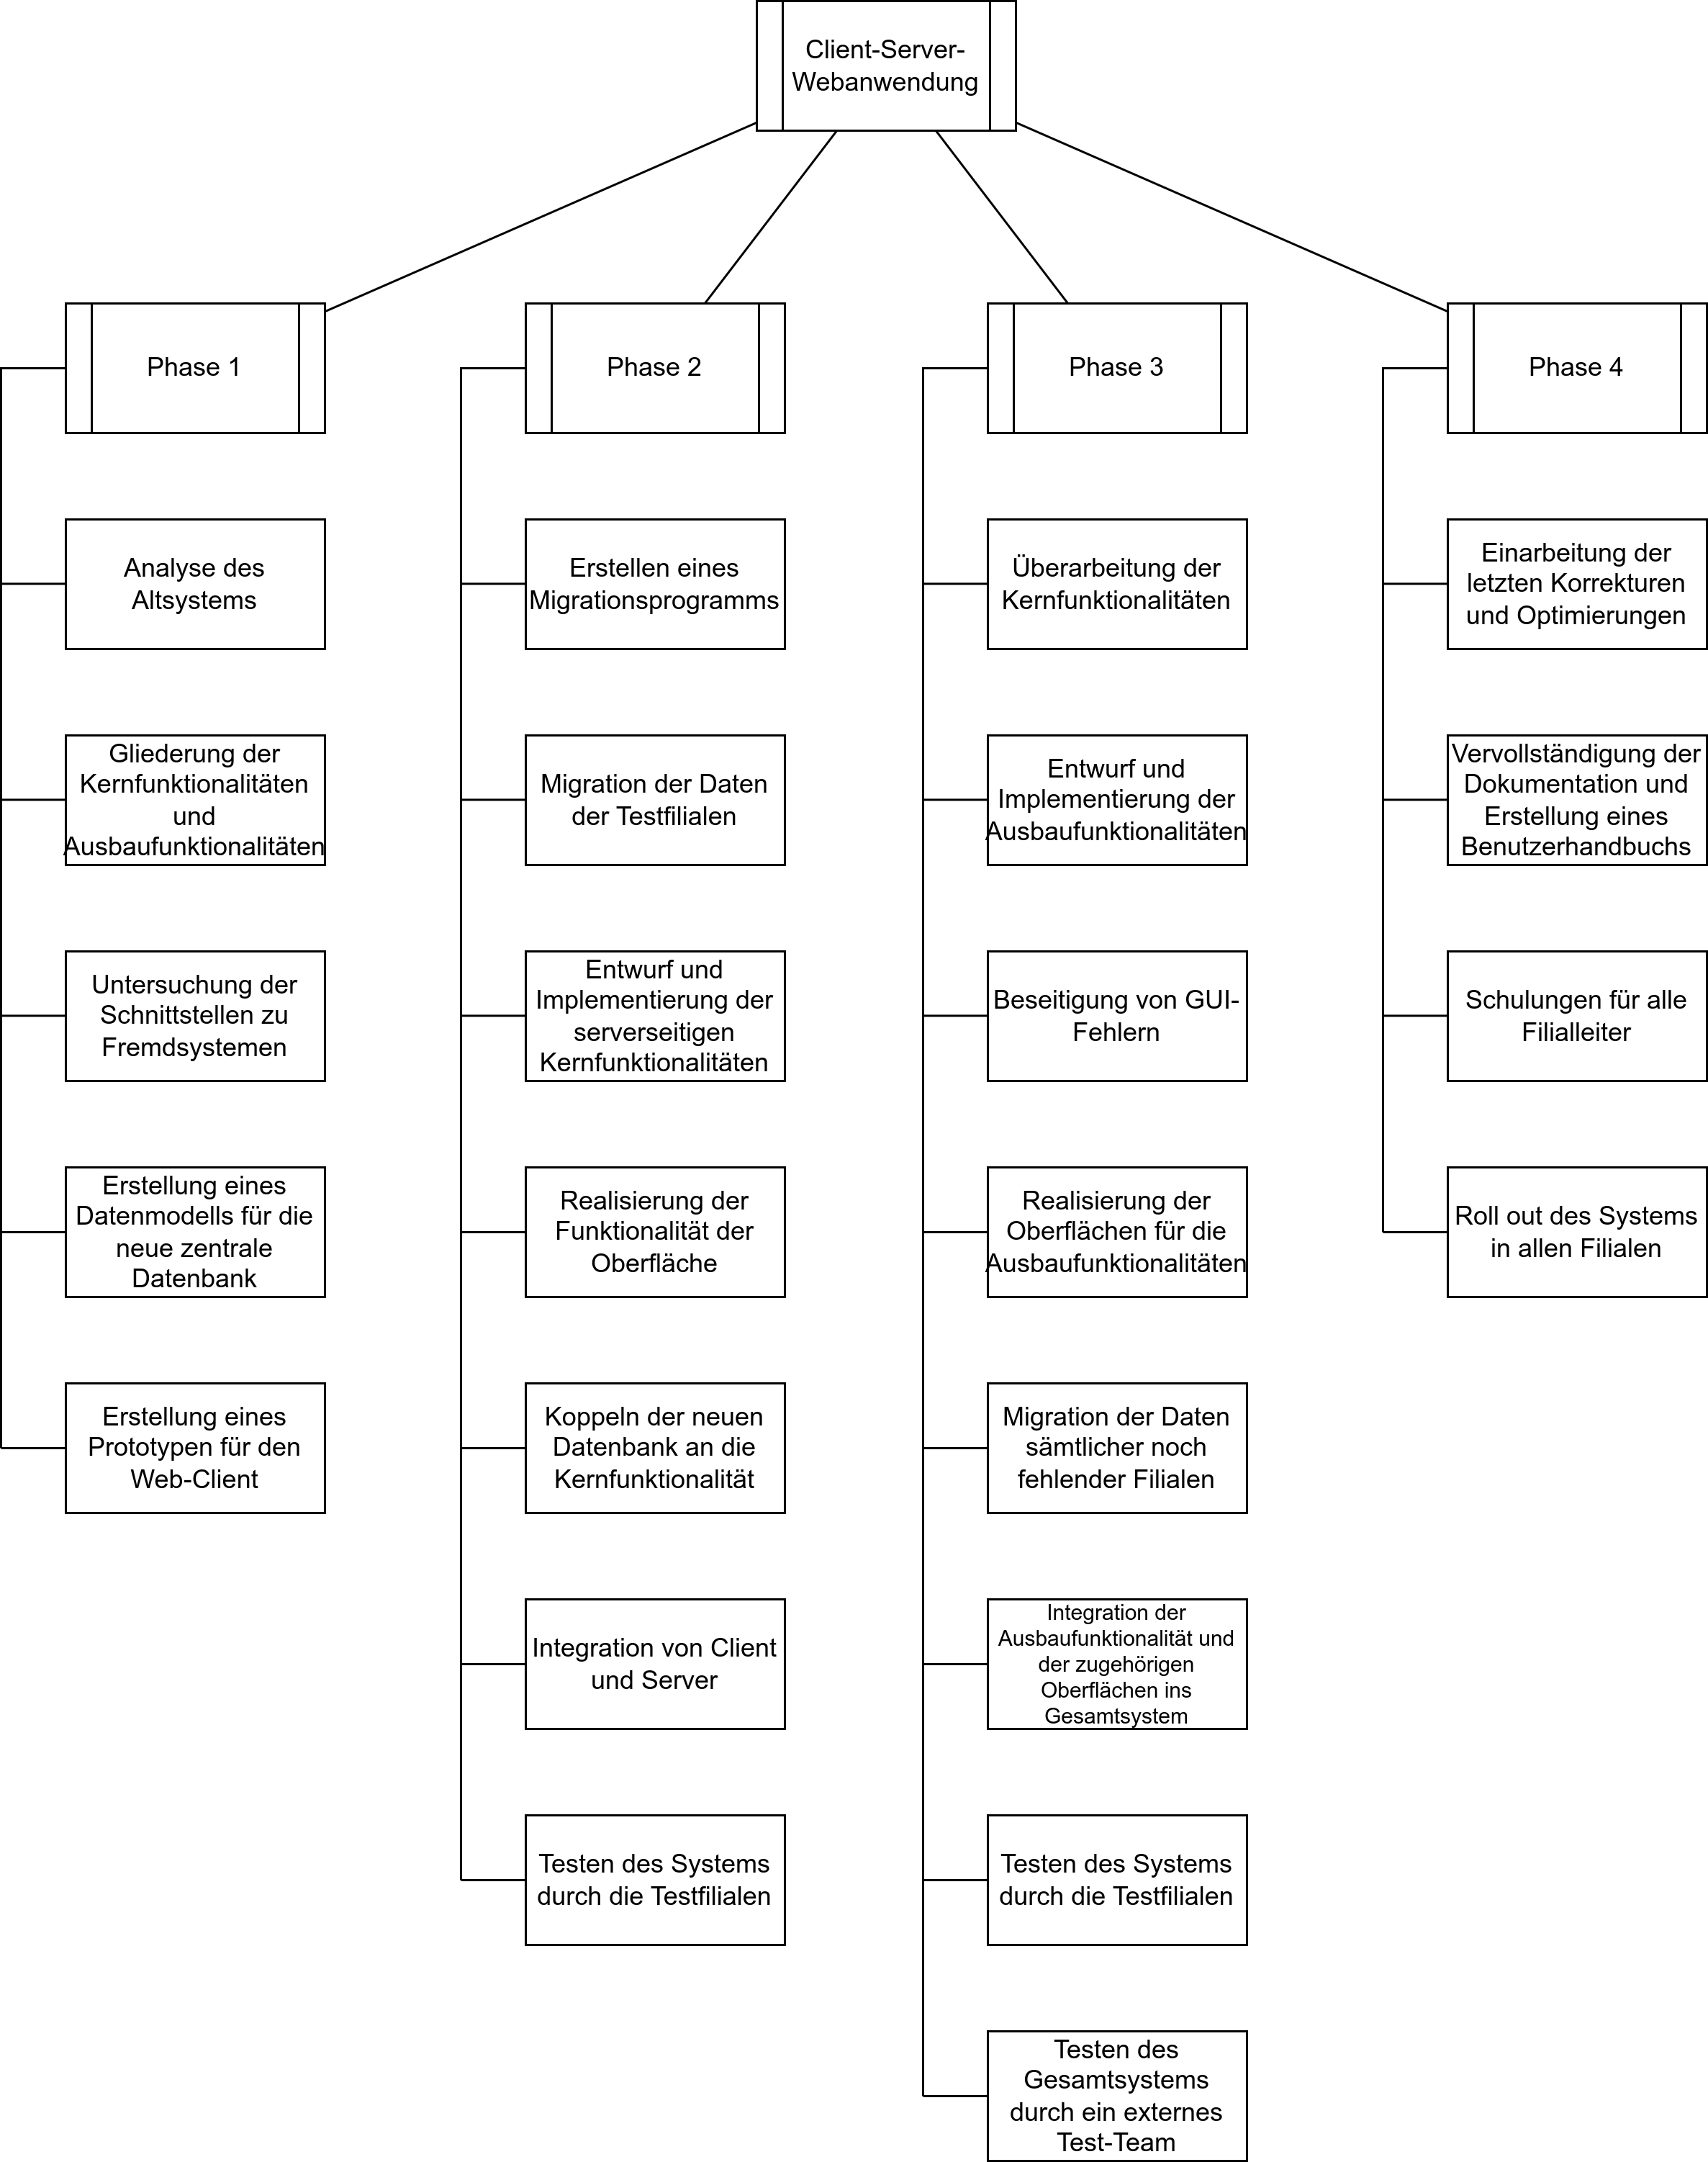 Client-Server-
Webanwendung
Phase 1
Phase 2
Phase 3
Phase 4
Analyse des
Altsystems
Gliederung der
Kernfunktionalitäten
und
Ausbaufunktionalitäten
Untersuchung der
Schnittstellen zu
Fremdsystemen
Erstellung eines
Datenmodells für die
neue zentrale
Datenbank
Erstellung eines
Prototypen für den
Web-Client
Erstellen eines
Migrationsprogramms
Migration der Daten
der Testfilialen
Entwurf und
Implementierung der
serverseitigen
Kernfunktionalitäten
Realisierung der
Funktionalität der
Oberfläche
Koppeln der neuen
Datenbank an die
Kernfunktionalität
Integration von Client
und Server
Testen des Systems
durch die Testfilialen
Überarbeitung der
Kernfunktionalitäten
Entwurf und
Implementierung der
Ausbaufunktionalitäten
Beseitigung von GUI-
Fehlern
Realisierung der
Oberflächen für die
Ausbaufunktionalitäten
Migration der Daten
sämtlicher noch
fehlender Filialen
Integration der
Ausbaufunktionalität und
der zugehörigen
Oberflächen ins
Gesamtsystem
Testen des Systems
durch die Testfilialen
Testen des
Gesamtsystems
durch ein externes
Test-Team
Einarbeitung der
letzten Korrekturen
und Optimierungen
Vervollständigung der
Dokumentation und
Erstellung eines
Benutzerhandbuchs
Schulungen für alle
Filialleiter
Roll out des Systems
in allen Filialen